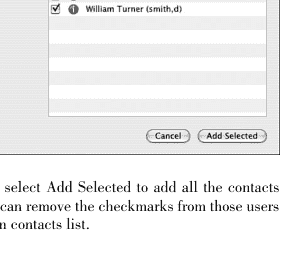 William Turner (smith,d)
Cancel Add Selected
select Add Selected to add all the contacts
can remove the checkmarks from those users
n contacts list.